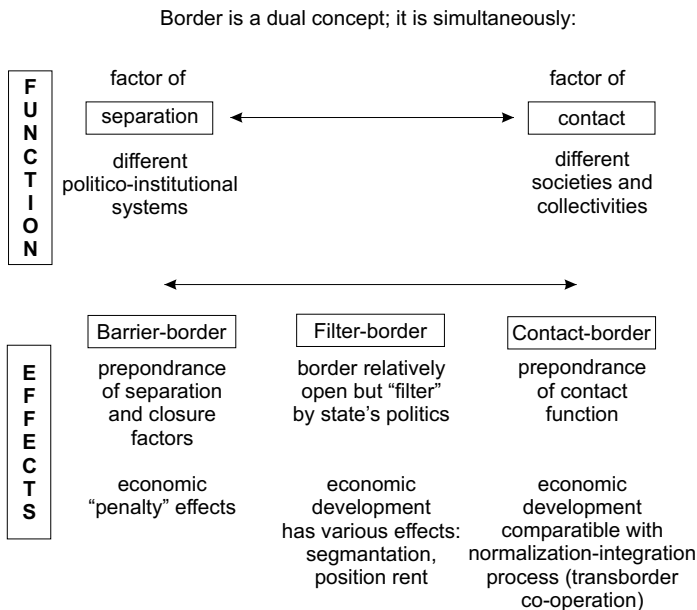 Border is a dual concept; it is simultaneously:
FUNCTION
factor of
separation
different
politico-institutional
systems
factor of
contact
different
societies and
collectivities
EFFECTS
Barrier-border
prepondrance
of separation
and closure
factors
economic
“penalty” effects
Filter-border
border relatively
open but “filter”
by state’s politics
economic
development
has various effects:
segmantation,
position rent
Contact-border
prepondrance
of contact
function
economic
development
comparatible with
normalization-integration
process (transborder
co-operation)